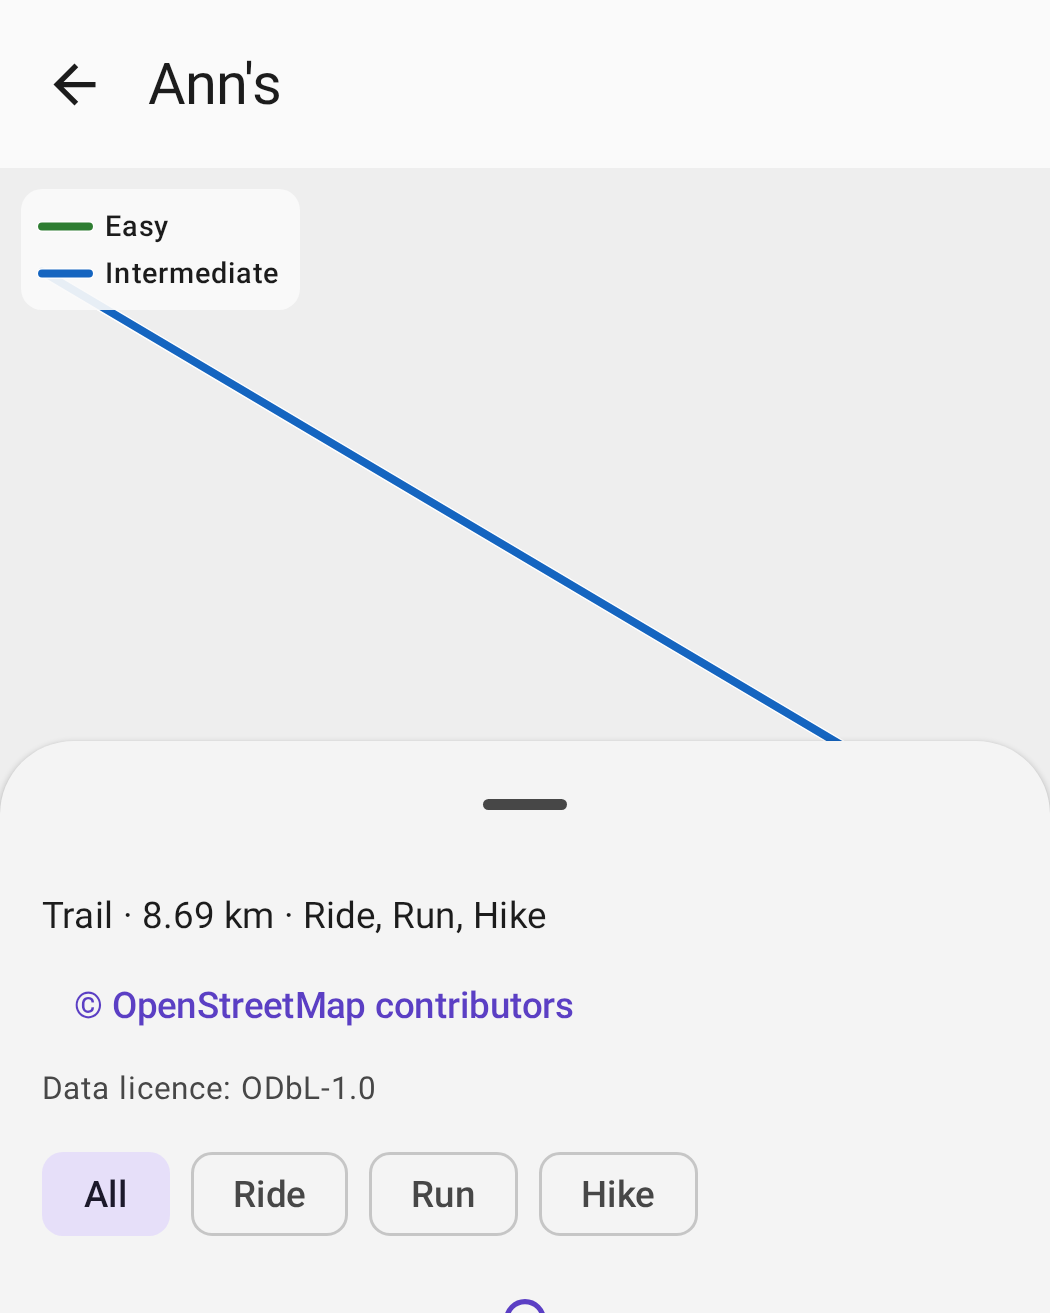 Ann's
Easy
Intermediate
Trail · 8.69 km · Ride, Run, Hike
© OpenStreetMap contributors
Data licence: ODbL-1.0
All
Ride
Run
Hike